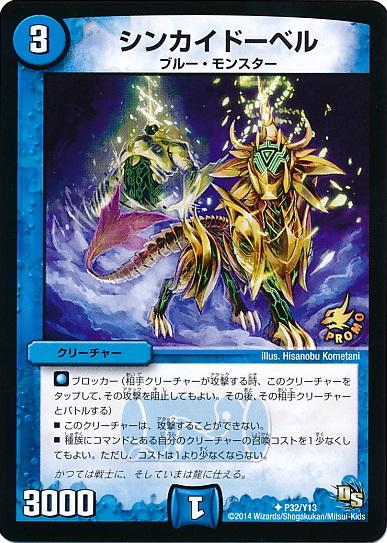 3
シンカイドーベル
ブルー・モンスター
PROMO
illus. Hisanobu Kometani
クリーチャー
ブロッカー(相手クリーチャーが攻撃する時、このクリーチャーを
タップして、その攻撃を阻止してもよい。その後、その相手クリーチャー
とバトルする)
■ このクリーチャーは、攻撃することができない。
■ 種族にコマンドとある自分のクリーチャーの召喚コストを1少なくし
てもよい。ただし、コストは1より少なくならない。
かつては戦士に、そしていまは龍に仕える。
3000
1
DS
P32/Y13
©2014 Wizards/Shogakukan/Mitsui-Kids